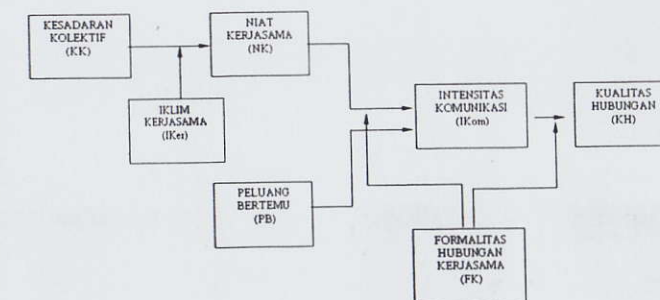 KESADARAN
KOLEKTIF
(KK)
NIAT
KERJASAMA
(NK)
IKLIM
KERJASAMA
(IKer)
INTENSITAS
KOMUNIKASI
(IKom)
KUALITAS
HUBUNGAN
(KH)
PELUANG
BERTEMU
(PB)
FORMALITAS
HUBUNGAN
KERJASAMA
(FK)